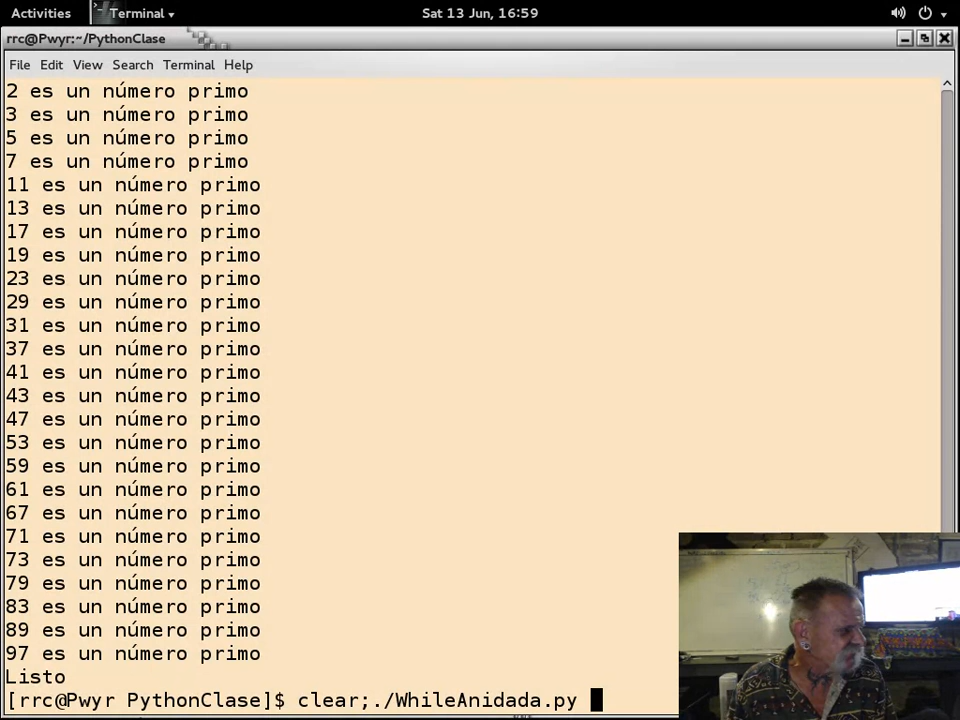 Activities Terminal Sat 13 Jun, 16:59
rrc@Pwyr:~/PythonClase
File Edit View Search Terminal Help
2 es un número primo
3 es un número primo
5 es un número primo
7 es un número primo
11 es un número primo
13 es un número primo
17 es un número primo
19 es un número primo
23 es un número primo
29 es un número primo
31 es un número primo
37 es un número primo
41 es un número primo
43 es un número primo
47 es un número primo
53 es un número primo
59 es un número primo
61 es un número primo
67 es un número primo
71 es un número primo
73 es un número primo
79 es un número primo
83 es un número primo
89 es un número primo
97 es un número primo
Listo
[rrc@Pwyr PythonClase]$ clear;./WhileAnidada.py